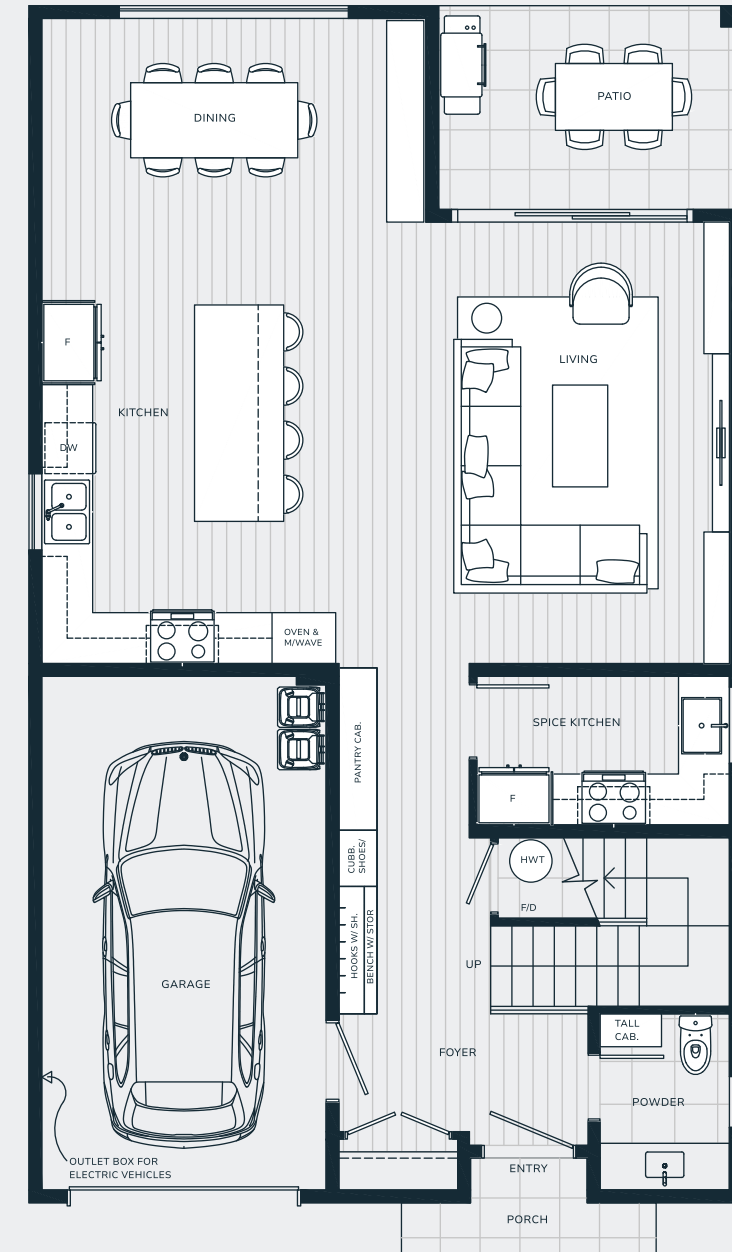 DINING
PATIO
F
LIVING
KITCHEN
DW
OVEN &
M/WAVE
PANTRY CAB.
SPICE KITCHEN
F
CUBB.
SHOES/
HWT
F/D
HOOKS W/ SH.
BENCH W/ STOR
UP
GARAGE
TALL
CAB.
FOYER
POWDER
OUTLET BOX FOR
ELECTRIC VEHICLES
ENTRY
PORCH